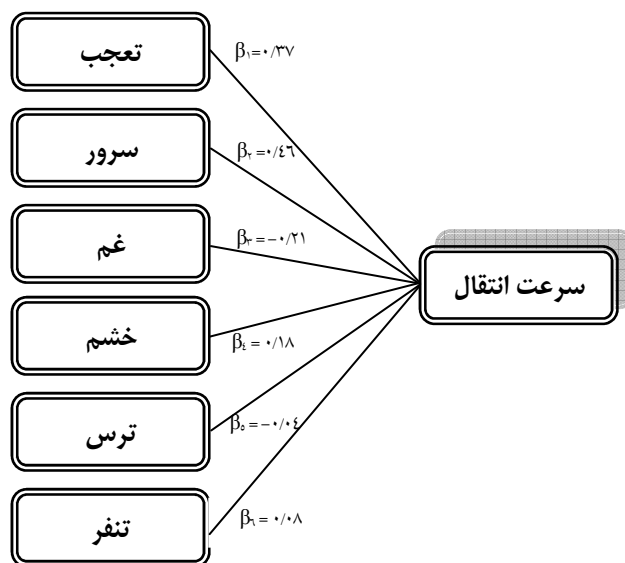 تعجب
β۱=۰/۳۷
سرور
β۲ =۰/٤٦
غم
β۳ =−۰/۲۱
سرعت انتقال
خشم
β٤ = ۰/۱۸
ترس
β٥ =−۰/۰٤
تنفر
β٦ = ۰/۰۸